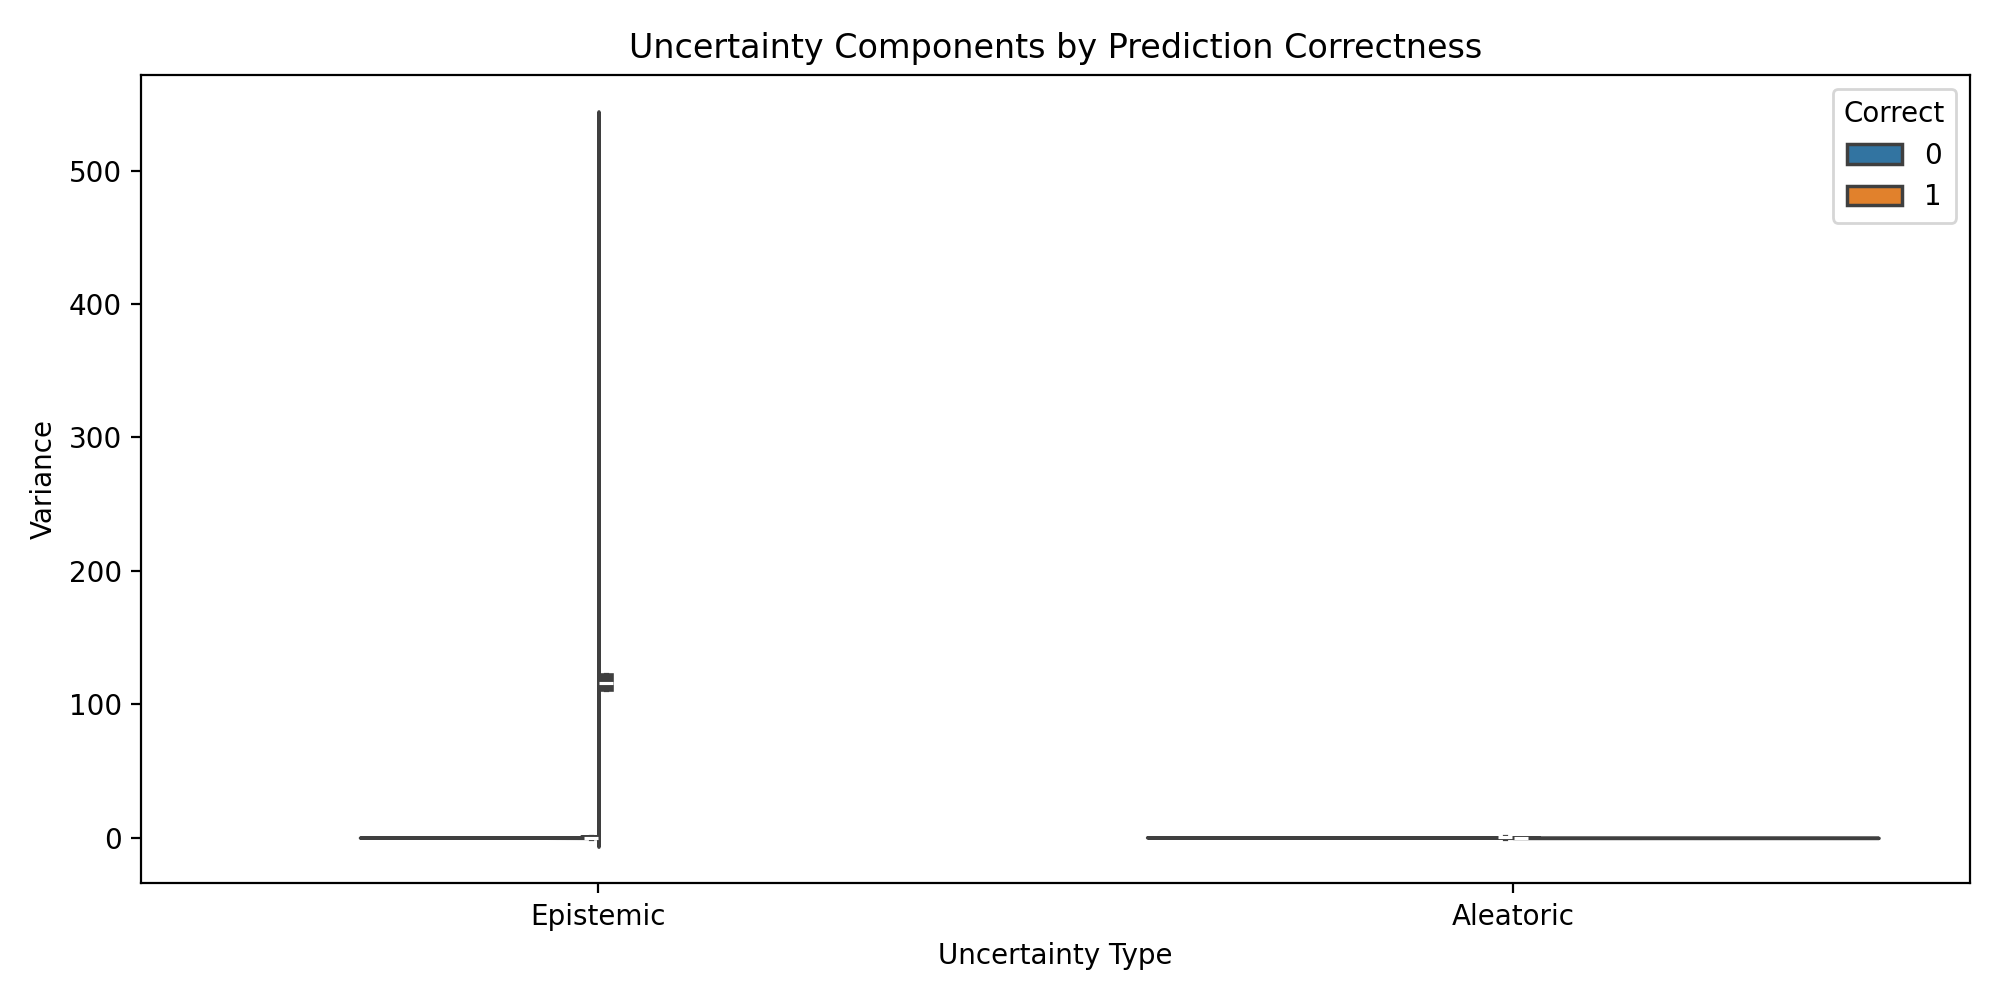 Uncertainty Components by Prediction Correctness
Correct
0
1
500
400
300
200
100
0
Variance
Epistemic
Aleatoric
Uncertainty Type